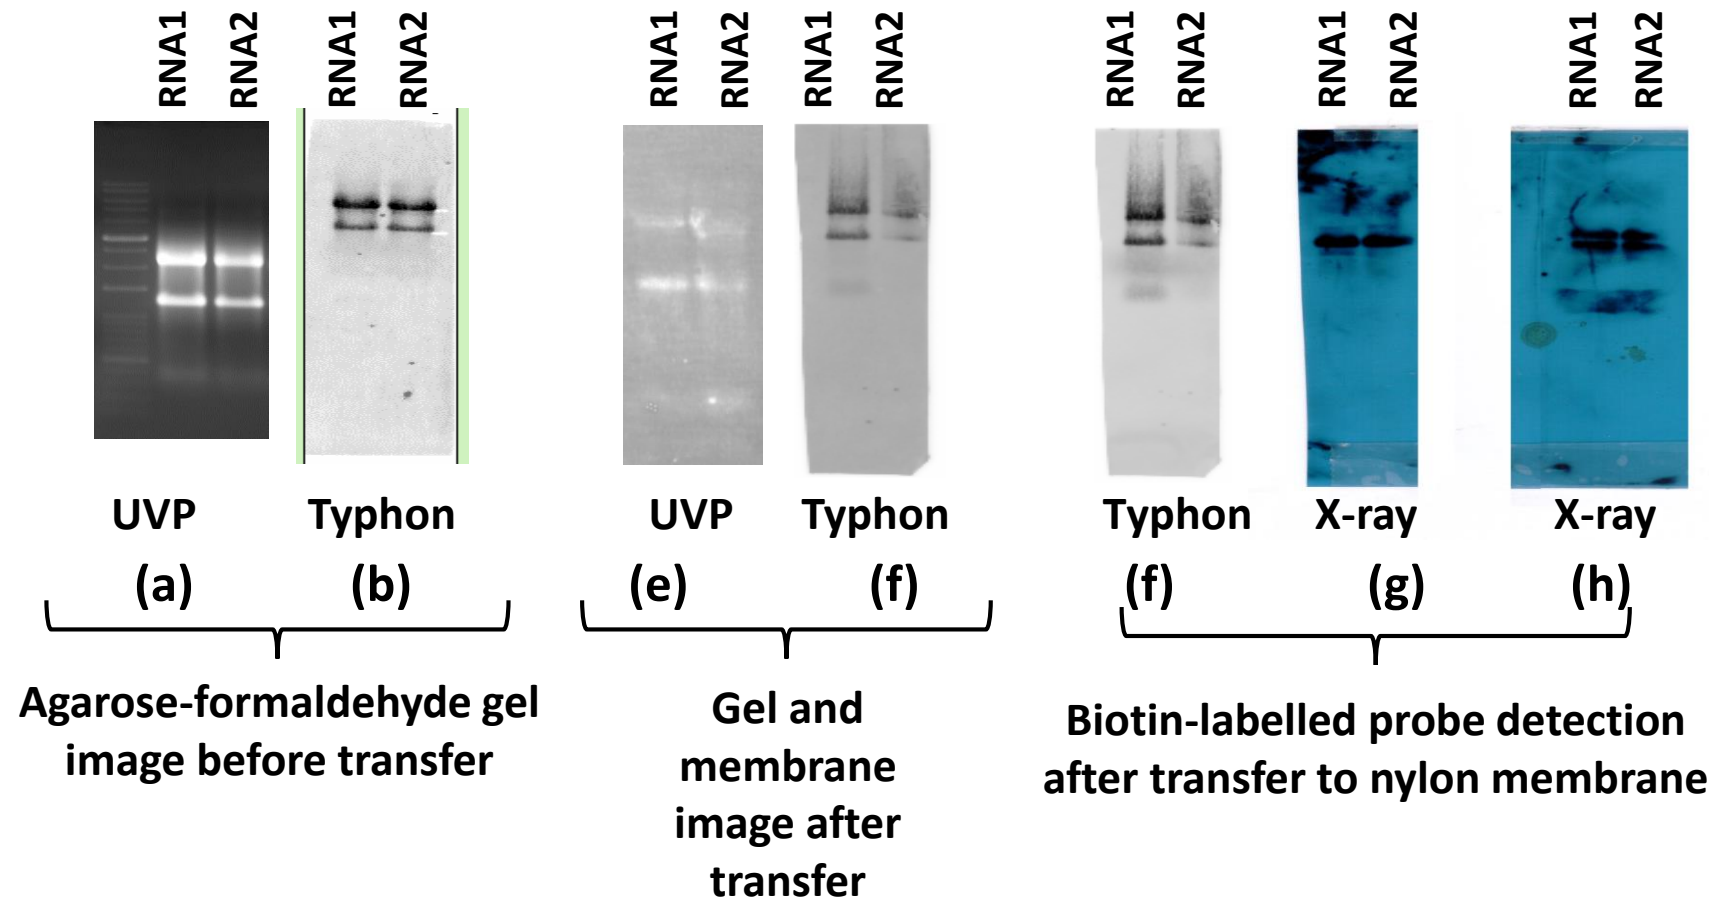 RNA1
RNA2
RNA1
RNA2
RNA1
RNA2
RNA1
RNA2
RNA1
RNA2
RNA1
RNA2
RNA1
RNA2
UVP
Typhon
UVP
Typhon
Typhon
X-ray
X-ray
(a)
(b)
(e)
(f)
(f)
(g)
(h)
Agarose-formaldehyde gel
image before transfer
Gel and
membrane
image after
transfer
Biotin-labelled probe detection
after transfer to nylon membrane